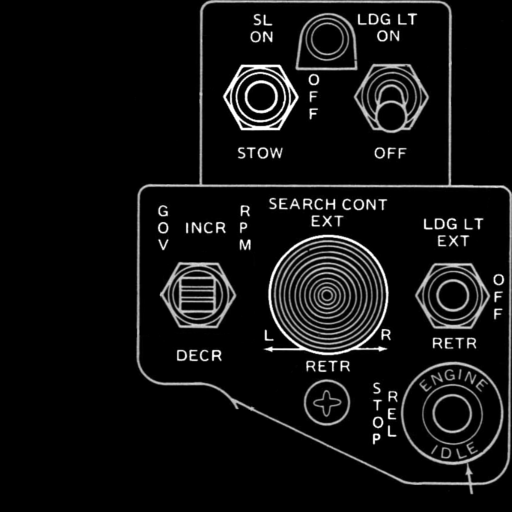 SL
ON
LDG LT
ON
OFF
STOW
OFF
SEARCH CONT
EXT
GOV
INCR
RPM
LDG LT
EXT
OFF
L
R
RETR
DECR
RETR
STOP
REL
ENGINE
IDLE